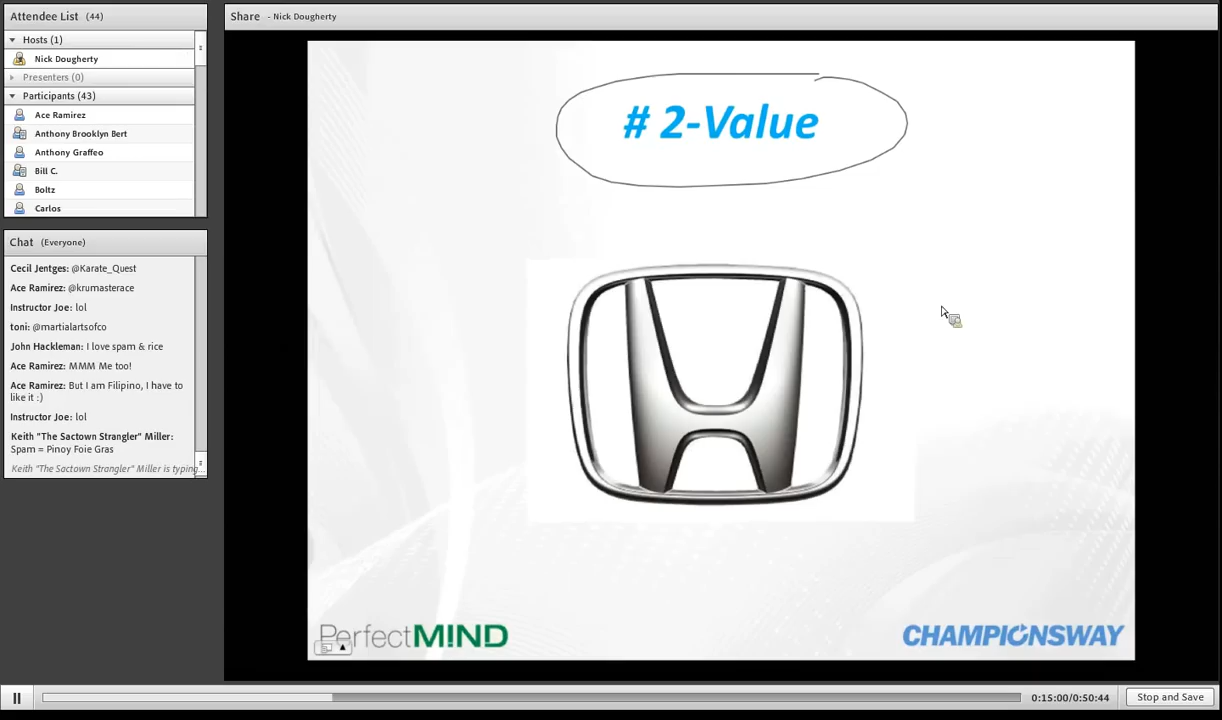 Attendee List (44)
Hosts (1)
Nick Dougherty
Presenters (0)
Participants (43)
Ace Ramirez
Anthony Brooklyn Bert
Anthony Graffeo
Bill C.
Boltz
Carlos
Chat (Everyone)
Cecil Jentges: @Karate_Quest
Ace Ramirez: @krumasterace
Instructor Joe: lol
toni: @martialartsofco
John Hackleman: I love spam & rice
Ace Ramirez: MMM Me too!
Ace Ramirez: But I am Filipino, I have to
like it :)
Instructor Joe: lol
Keith "The Sactown Strangler" Miller:
Spam = Pinoy Foie Gras
Keith "The Sactown Strangler" Miller is typing...
Share - Nick Dougherty
# 2-Value
PerfectMIND
CHAMPIONSWAY
0:15:00/0:50:44
Stop and Save